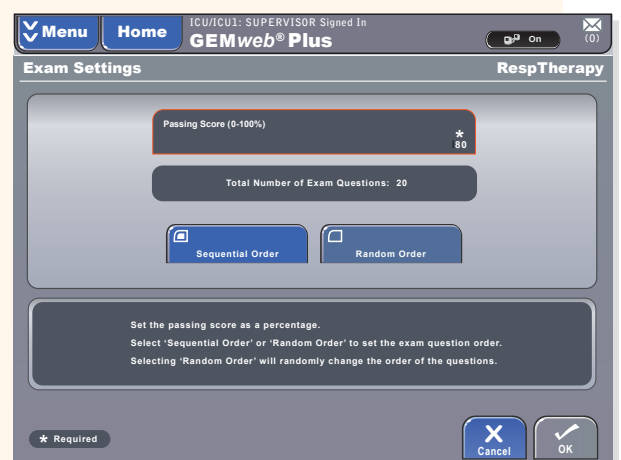 Menu
Home
ICU/ICU1: SUPERVISOR Signed In
GEMweb® Plus
On
(0)
Exam Settings
RespTherapy
Passing Score (0-100%)
*
80
Total Number of Exam Questions: 20
Sequential Order
Random Order
Set the passing score as a percentage.
Select ‘Sequential Order’ or ‘Random Order’ to set the exam question order.
Selecting ‘Random Order’ will randomly change the order of the questions.
* Required
Cancel
OK